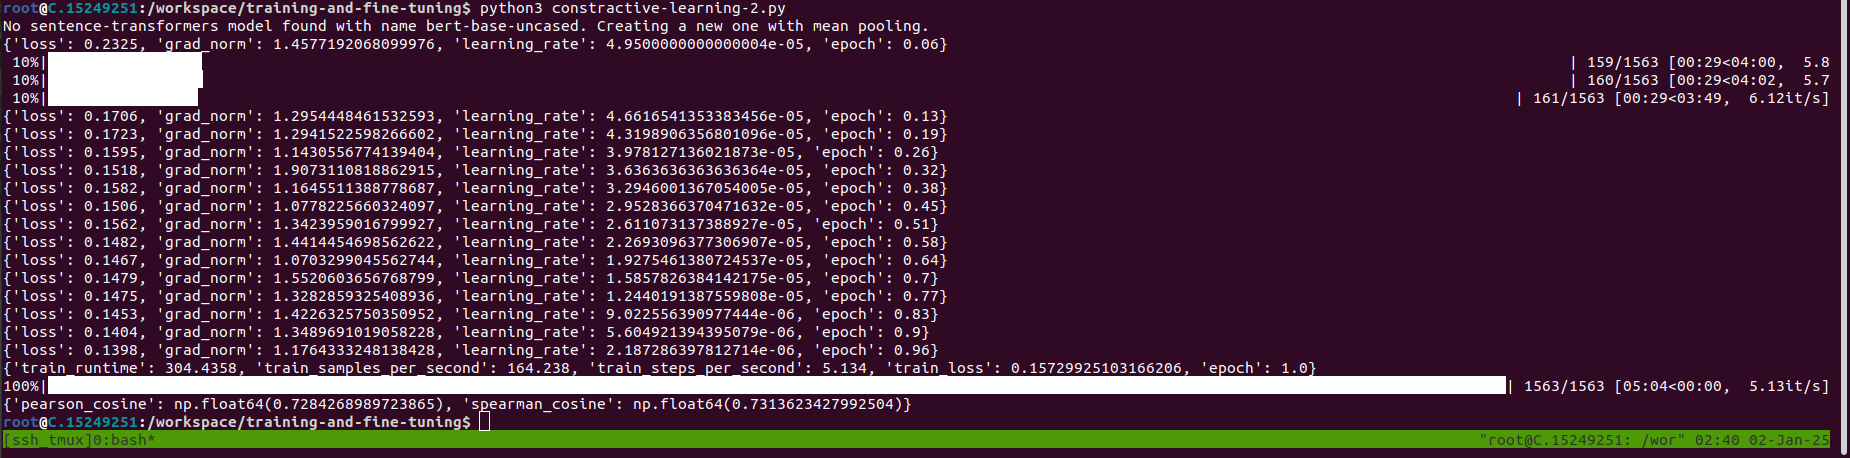 root@C.15249251:/workspace/training-and-fine-tuning$ python3 constractive-learning-2.py
No sentence-transformers model found with name bert-base-uncased. Creating a new one with mean pooling.
{'loss': 0.2325, 'grad_norm': 1.4577192068099976, 'learning_rate': 4.9500000000000004e-05, 'epoch': 0.06}
10%| | 159/1563 [00:29<04:00, 5.8
10%| | 160/1563 [00:29<04:02, 5.7
10%| | 161/1563 [00:29<03:49, 6.12it/s]
{'loss': 0.1706, 'grad_norm': 1.2954448461532593, 'learning_rate': 4.6616541353383456e-05, 'epoch': 0.13}
{'loss': 0.1723, 'grad_norm': 1.2941522598266602, 'learning_rate': 4.3198906356801096e-05, 'epoch': 0.19}
{'loss': 0.1595, 'grad_norm': 1.1430556774139404, 'learning_rate': 3.978127136021873e-05, 'epoch': 0.26}
{'loss': 0.1518, 'grad_norm': 1.9073110818862915, 'learning_rate': 3.6363636363636364e-05, 'epoch': 0.32}
{'loss': 0.1582, 'grad_norm': 1.1645511388778687, 'learning_rate': 3.2946001367054005e-05, 'epoch': 0.38}
{'loss': 0.1506, 'grad_norm': 1.0778225660324097, 'learning_rate': 2.9528366370471632e-05, 'epoch': 0.45}
{'loss': 0.1562, 'grad_norm': 1.3423959016799927, 'learning_rate': 2.611073137388927e-05, 'epoch': 0.51}
{'loss': 0.1482, 'grad_norm': 1.4414454698562622, 'learning_rate': 2.2693096377306907e-05, 'epoch': 0.58}
{'loss': 0.1467, 'grad_norm': 1.0703299045562744, 'learning_rate': 1.9275461380724537e-05, 'epoch': 0.64}
{'loss': 0.1479, 'grad_norm': 1.5520603656768799, 'learning_rate': 1.5857826384142175e-05, 'epoch': 0.7}
{'loss': 0.1475, 'grad_norm': 1.3282859325408936, 'learning_rate': 1.2440191387559808e-05, 'epoch': 0.77}
{'loss': 0.1453, 'grad_norm': 1.4226325750350952, 'learning_rate': 9.022556390977444e-06, 'epoch': 0.83}
{'loss': 0.1404, 'grad_norm': 1.3489691019058228, 'learning_rate': 5.604921394395079e-06, 'epoch': 0.9}
{'loss': 0.1398, 'grad_norm': 1.1764333248138428, 'learning_rate': 2.187286397812714e-06, 'epoch': 0.96}
{'train_runtime': 304.4358, 'train_samples_per_second': 164.238, 'train_steps_per_second': 5.134, 'train_loss': 0.15729925103166206, 'epoch': 1.0}
100%| | 1563/1563 [05:04<00:00, 5.13it/s]
{'pearson_cosine': np.float64(0.7284268989723865), 'spearman_cosine': np.float64(0.7313623427992504)}
root@C.15249251:/workspace/training-and-fine-tuning$
[ssh_tmux]0:bash* "root@C.15249251: /wor" 02:40 02-Jan-25